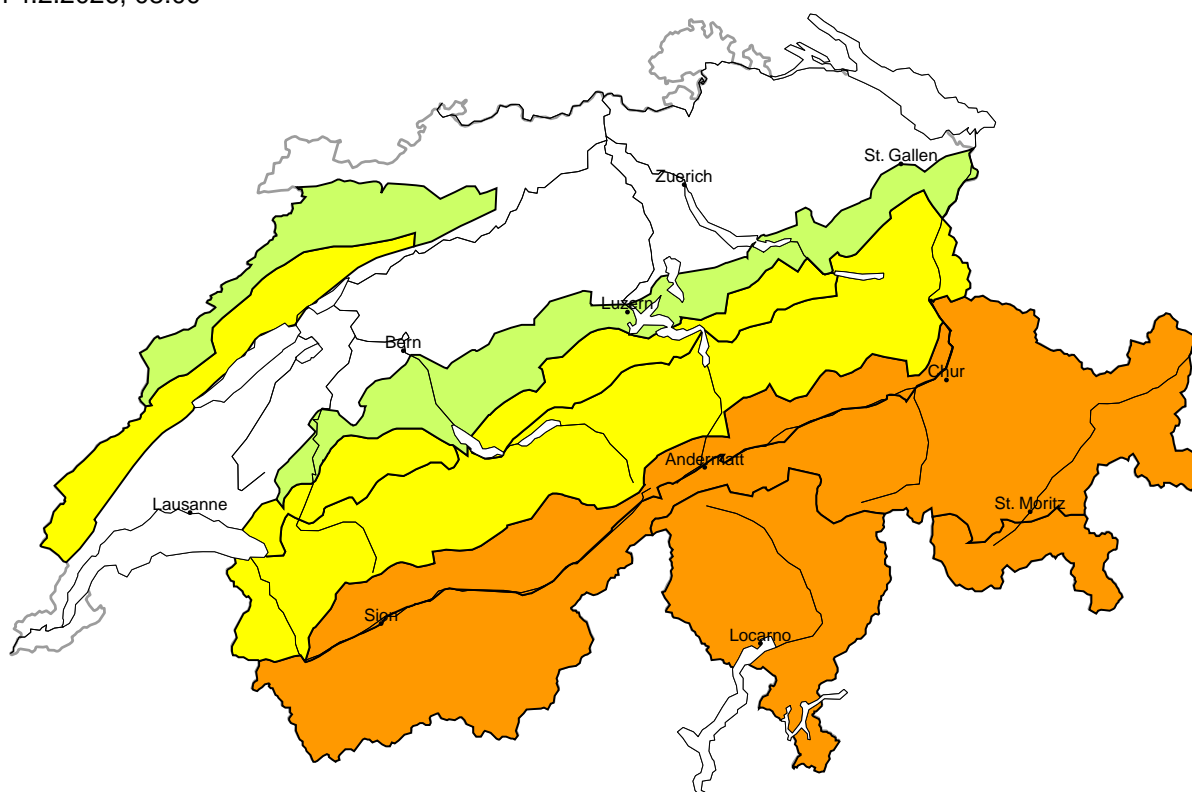 St. Gallen
Zuerich
Luzern
Bern
Chur
Andermatt
Lausanne
St. Moritz
Sion
Locarno